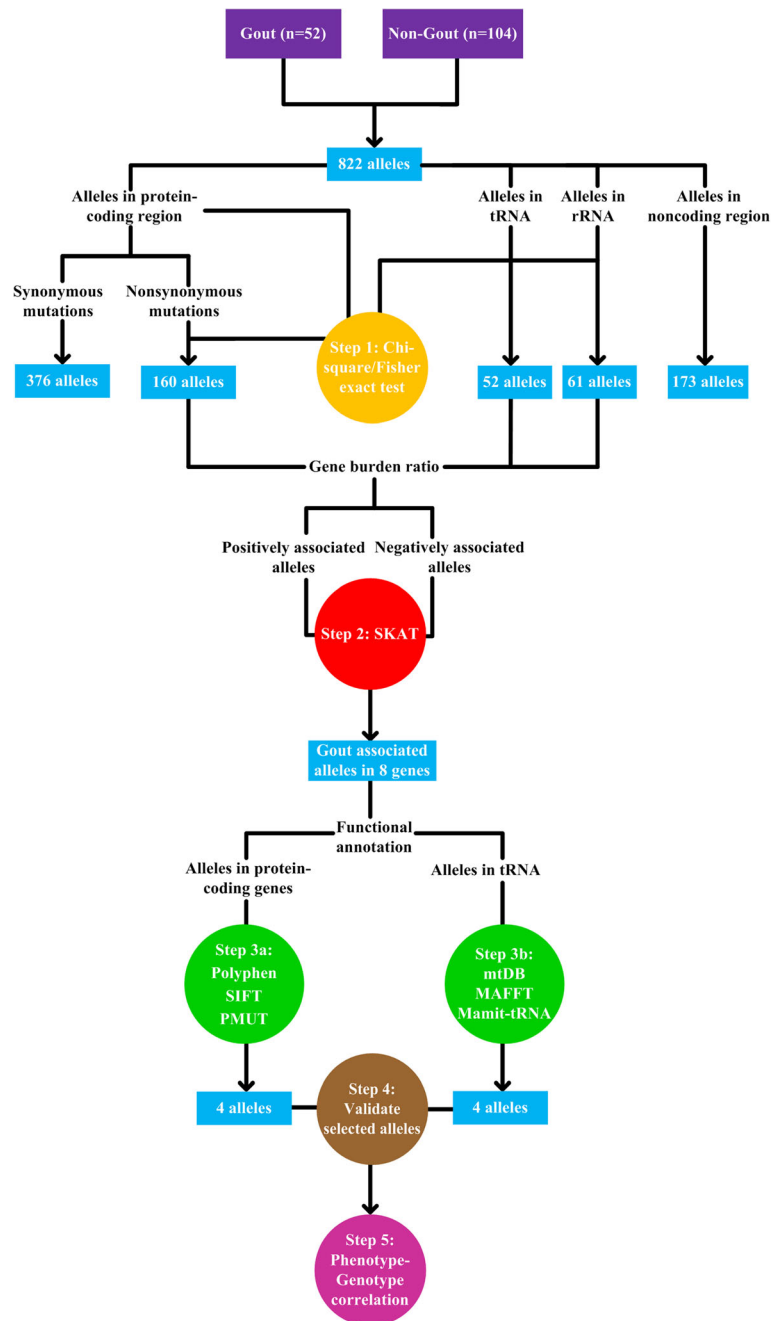 Gout (n=52)
Non-Gout (n=104)
822 alleles
Alleles in protein-
coding region
Alleles in
tRNA
Alleles in
rRNA
Alleles in
noncoding region
Synonymous
mutations
Nonsynonymous
mutations
Step 1: Chi-
square/Fisher
exact test
376 alleles
160 alleles
52 alleles
61 alleles
173 alleles
Gene burden ratio
Positively associated
alleles
Negatively associated
alleles
Step 2: SKAT
Gout associated
alleles in 8 genes
Functional
annotation
Alleles in protein-
coding genes
Alleles in tRNA
Step 3a:
Polyphen
SIFT
PMUT
Step 3b:
mtDB
MAFFT
Mamit-tRNA
4 alleles
Step 4:
Validate
selected alleles
4 alleles
Step 5:
Phenotype-
Genotype
correlation